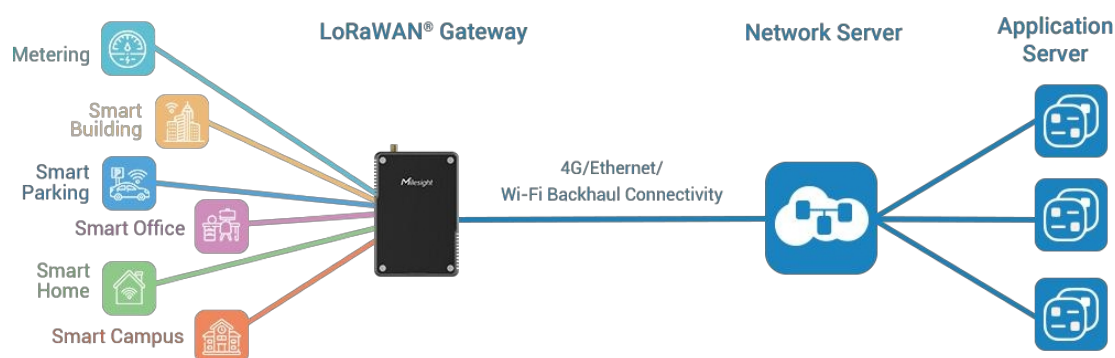 LoRaWAN® Gateway
Network Server
Application
Server
Metering
Smart
Building
Smart
Parking
Smart Office
Smart
Home
Smart Campus
Milesight
4G/Ethernet/
Wi-Fi Backhaul Connectivity
P